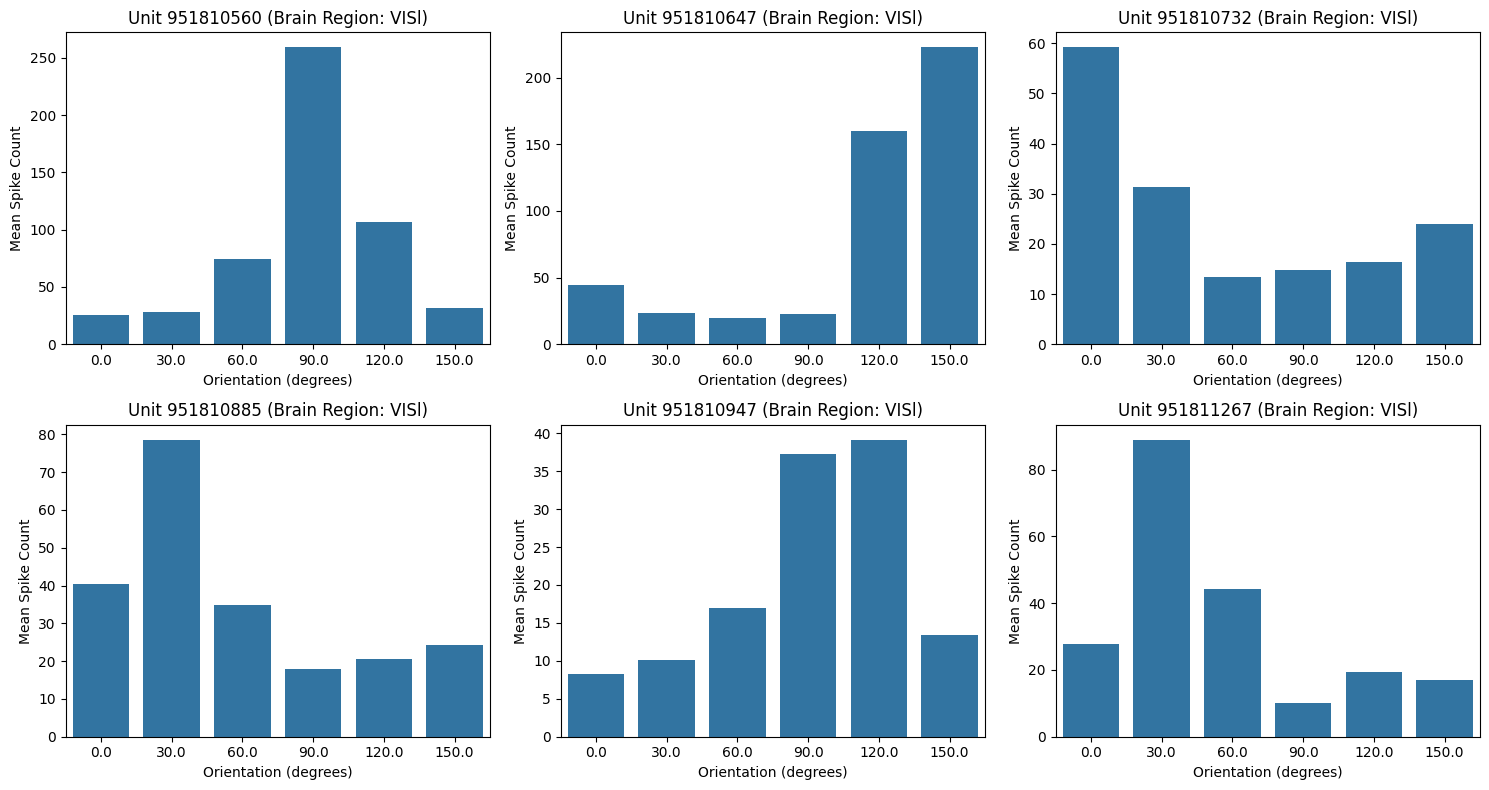 Unit 951810560 (Brain Region: VISl)
Mean Spike Count
250
200
150
100
50
0
0.0 30.0 60.0 90.0 120.0 150.0
Orientation (degrees)
Unit 951810647 (Brain Region: VISl)
Mean Spike Count
200
150
100
50
0
0.0 30.0 60.0 90.0 120.0 150.0
Orientation (degrees)
Unit 951810732 (Brain Region: VISl)
Mean Spike Count
60
50
40
30
20
10
0
0.0 30.0 60.0 90.0 120.0 150.0
Orientation (degrees)
Unit 951810885 (Brain Region: VISl)
Mean Spike Count
80
70
60
50
40
30
20
10
0
0.0 30.0 60.0 90.0 120.0 150.0
Orientation (degrees)
Unit 951810947 (Brain Region: VISl)
Mean Spike Count
40
35
30
25
20
15
10
5
0
0.0 30.0 60.0 90.0 120.0 150.0
Orientation (degrees)
Unit 951811267 (Brain Region: VISl)
Mean Spike Count
80
60
40
20
0
0.0 30.0 60.0 90.0 120.0 150.0
Orientation (degrees)